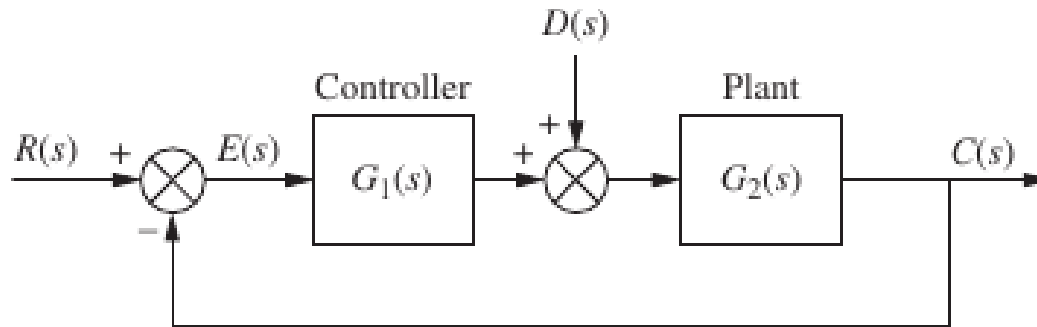 D(s)
Controller
Plant
R(s)
+
E(s)
G₁(s)
+
+
G₂(s)
C(s)
−